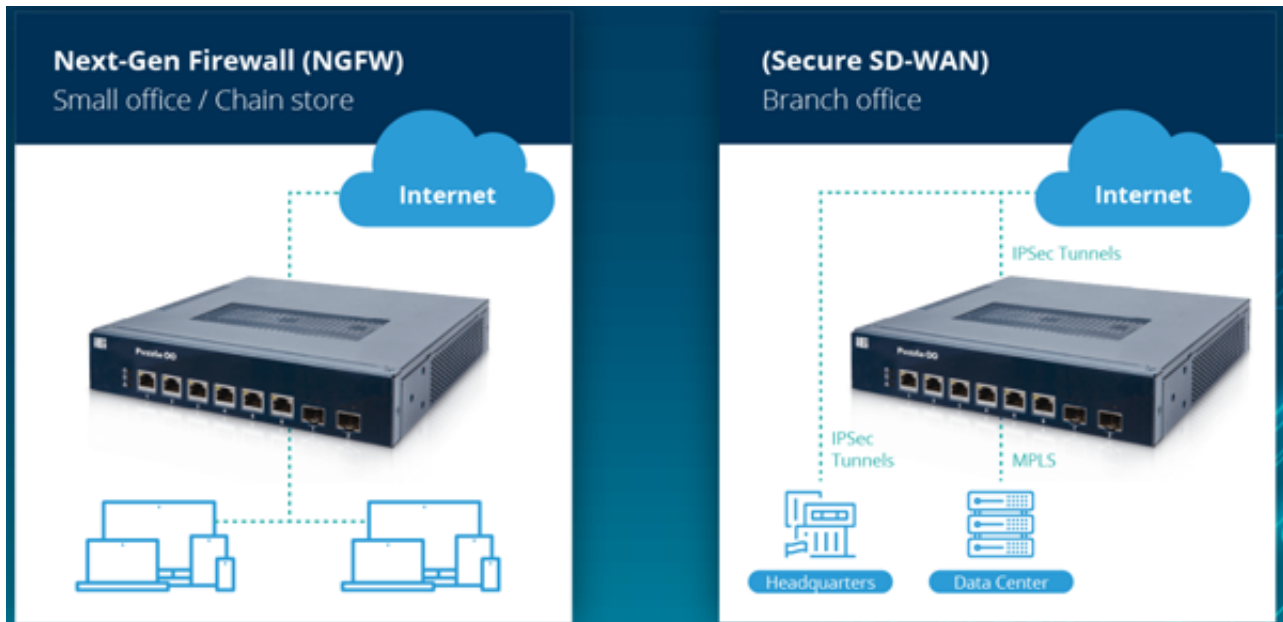 Next-Gen Firewall (NGFW)
Small office / Chain store
Internet
(Secure SD-WAN)
Branch office
Internet
IPSec Tunnels
IPSec
Tunnels
MPLS
Headquarters
Data Center